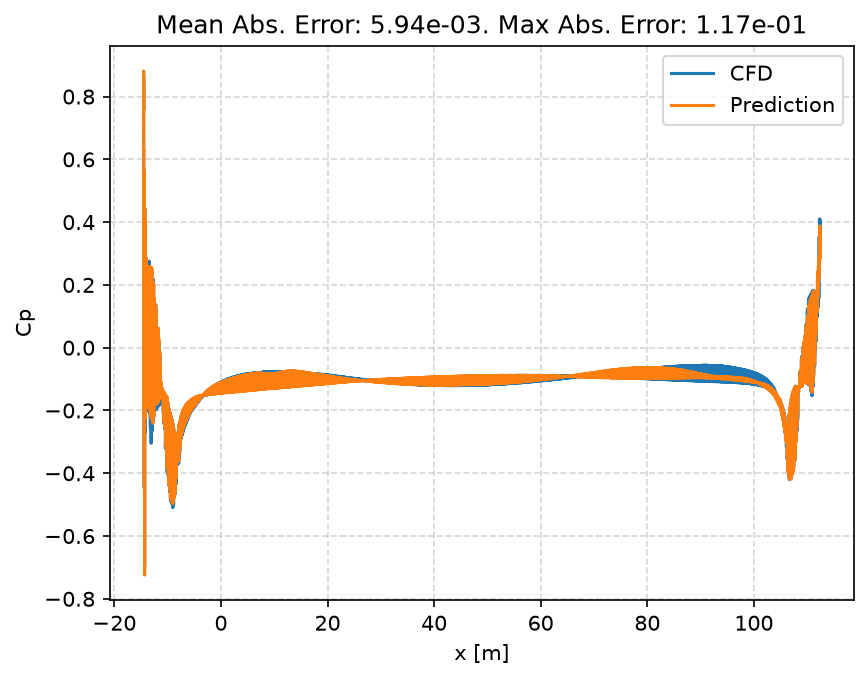 Mean Abs. Error: 5.94e-03. Max Abs. Error: 1.17e-01
CFD
Prediction
0.8
0.6
0.4
0.2
0.0
−0.2
−0.4
−0.6
−0.8
Cp
−20 0 20 40 60 80 100
x [m]